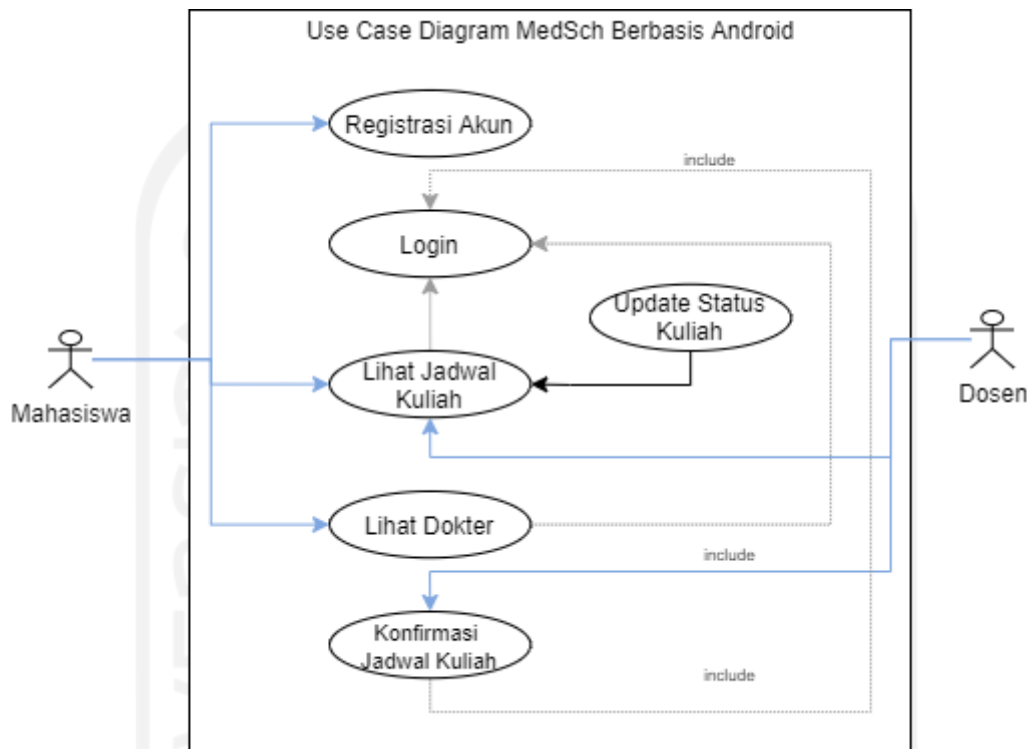 Use Case Diagram MedSch Berbasis Android
Registrasi Akun
include
Login
Update Status
Kuliah
Lihat Jadwal
Kuliah
Mahasiswa
Dosen
Lihat Dokter
include
Konfirmasi
Jadwal Kuliah
include